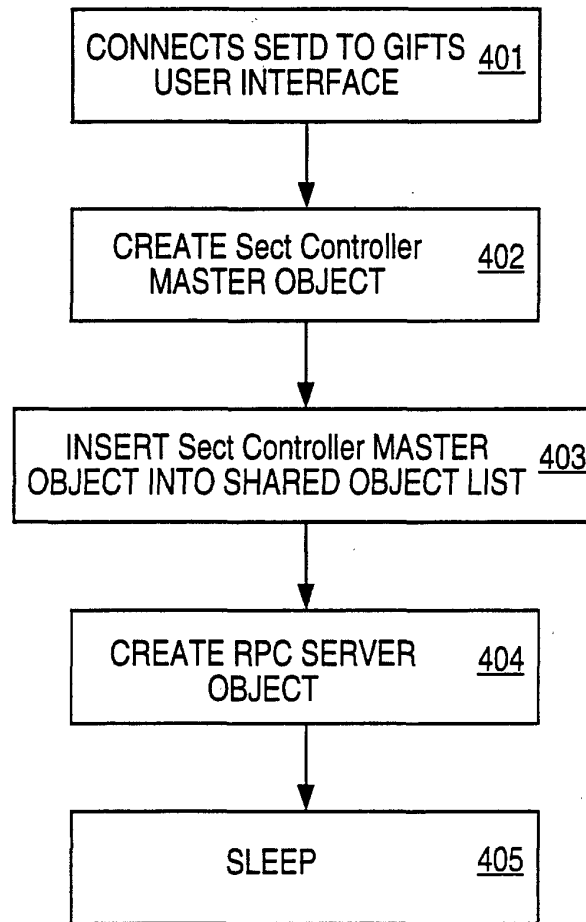 CONNECTS SETD TO GIFTS 401
USER INTERFACE
CREATE Sect Controller 402
MASTER OBJECT
INSERT Sect Controller MASTER 403
OBJECT INTO SHARED OBJECT LIST
CREATE RPC SERVER 404
OBJECT
SLEEP 405